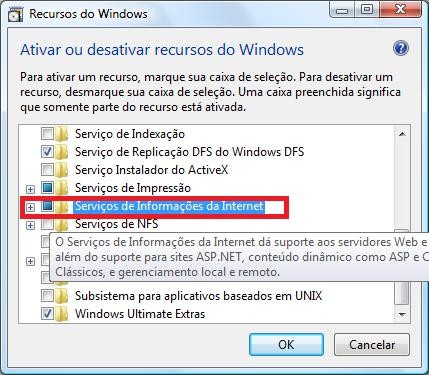 Recursos do Windows
Ativar ou desativar recursos do Windows
Para ativar um recurso, marque sua caixa de seleção. Para desativar um
recurso, desmarque sua caixa de seleção. Uma caixa preenchida significa
que somente parte do recurso está ativada.
Serviço de Indexação
Serviço de Replicação DFS do Windows DFS
Serviço Instalador do ActiveX
Serviços de Impressão
Serviços de Informações da Internet
Serviços de NFS
O Serviços de Informações da Internet dá suporte aos servidores Web e
além do suporte para sites ASP.NET, conteúdo dinâmico como ASP e C
Clássicos, e gerenciamento local e remoto.
Subsistema para aplicativos baseados em UNIX
Windows Ultimate Extras
OK
Cancelar